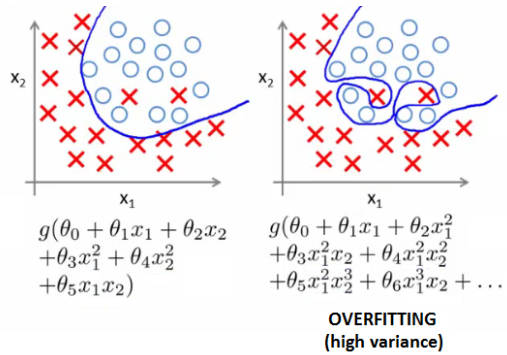 x₂
x₁
g(θ₀ + θ₁x₁ + θ₂x₂
+θ₃x₁² + θ₄x₂²
+θ₅x₁x₂)
x₂
x₁
g(θ₀ + θ₁x₁ + θ₂x₁²
+θ₃x₁²x₂ + θ₄x₁²x₂²
+θ₅x₁²x₂³ + θ₆x₁³x₂ + ...
OVERFITTING
(high variance)